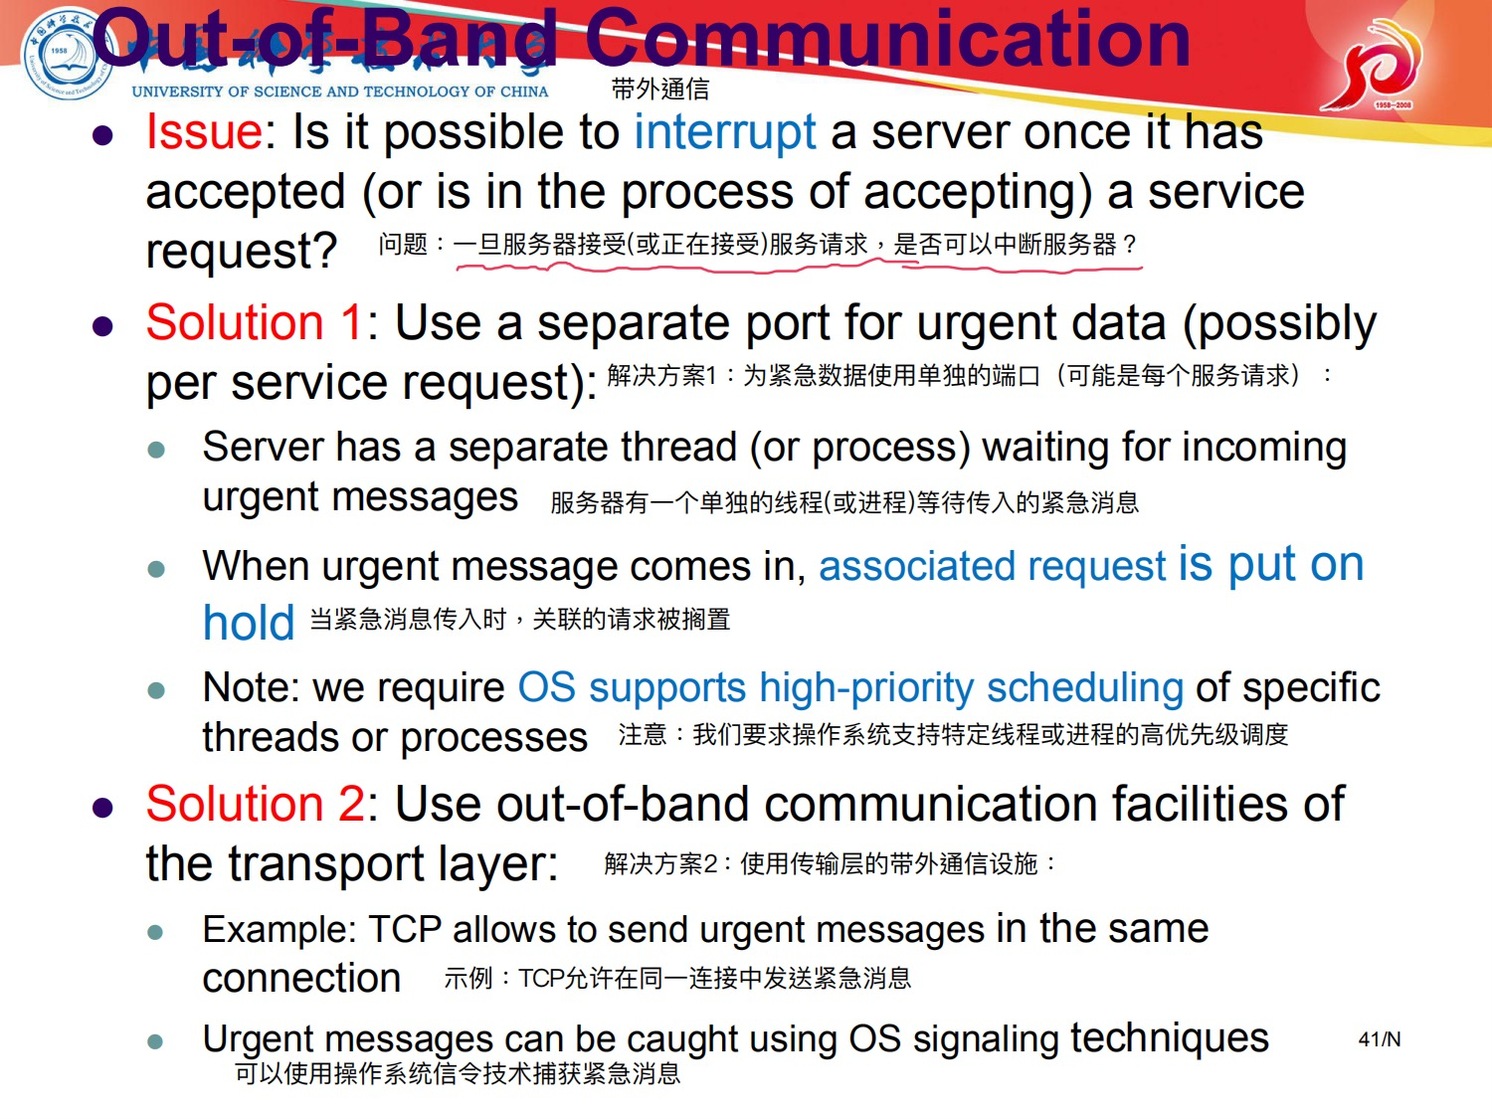 Out-of-Band Communication
中国科学技术大学
UNIVERSITY OF SCIENCE AND TECHNOLOGY OF CHINA
1958
1958—2008
带外通信
Issue: Is it possible to interrupt a server once it has
accepted (or is in the process of accepting) a service
request?
问题：一旦服务器接受(或正在接受)服务请求，是否可以中断服务器？
Solution 1: Use a separate port for urgent data (possibly
per service request):
解决方案1：为紧急数据使用单独的端口（可能是每个服务请求）：
Server has a separate thread (or process) waiting for incoming
urgent messages
服务器有一个单独的线程(或进程)等待传入的紧急消息
When urgent message comes in, associated request is put on
hold
当紧急消息传入时，关联的请求被搁置
Note: we require OS supports high-priority scheduling of specific
threads or processes
注意：我们要求操作系统支持特定线程或进程的高优先级调度
Solution 2: Use out-of-band communication facilities of
the transport layer:
解决方案2：使用传输层的带外通信设施：
Example: TCP allows to send urgent messages in the same
connection
示例：TCP允许在同一连接中发送紧急消息
Urgent messages can be caught using OS signaling techniques
41/N
可以使用操作系统信令技术捕获紧急消息